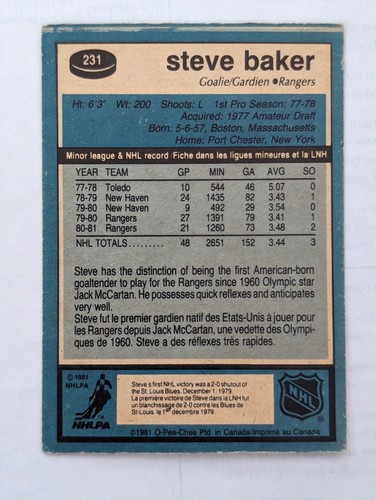 231
steve baker
Goalie/Gardien •Rangers
Ht: 6'3" Wt: 200 Shoots: L 1st Pro Season: 77-78
Acquired: 1977 Amateur Draft
Born: 5-6-57, Boston, Massachusetts
Home: Port Chester, New York
Minor league & NHL record/Fiche dans les ligues mineures et la LNH
YEAR TEAM GP MIN GA AVG SO
77-78 Toledo 10 544 46 5.07 0
78-79 New Haven 24 1435 82 3.43 1
79-80 New Haven 9 492 29 3.54 0
79-80 Rangers 27 1391 79 3.41 1
80-81 Rangers 21 1260 73 3.48 2
NHL TOTALS......... 48 2651 152 3.44 3
Steve has the distinction of being the first American-born
goaltender to play for the Rangers since 1960 Olympic star
Jack McCartan. He possesses quick reflexes and anticipates
very well.
Steve fut le premier gardien natif des Etats-Unis à jouer pour
les Rangers depuis Jack McCartan, une vedette des Olympi-
ques de 1960. Steve a des réflexes très rapides.
©1981
NHLPA
NHLPA
Steve's first NHL victory was a 2-0 shutout of
the St. Louis Blues, December 1, 1979.
La première victoire de Steve dans la LNH fut
un blanchissage de 2-0 contre les Blues de
St-Louis, le 1er décembre 1979.
NHL
©1981 O-Pee-Chee Ptd. in Canada/Imprimé au Canada